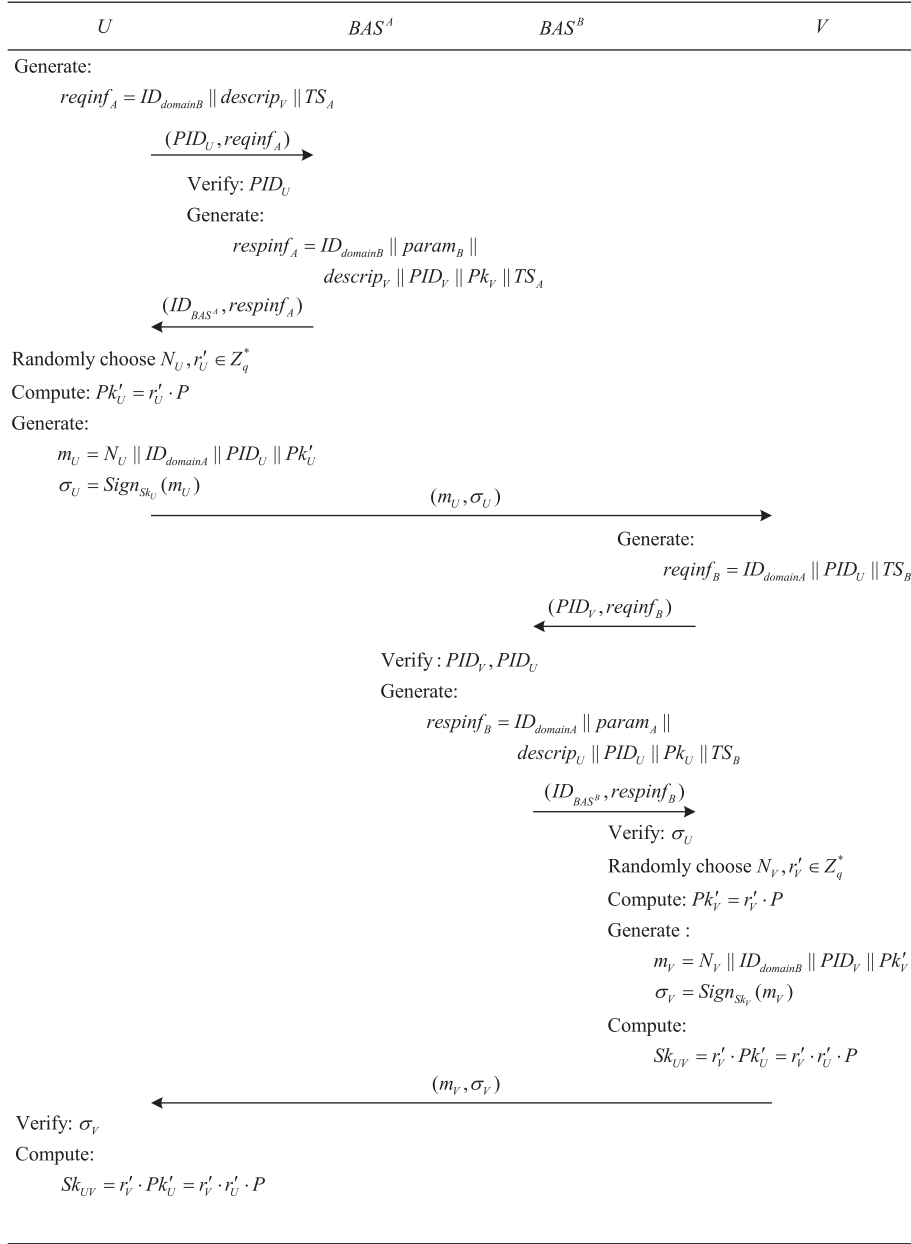 U BAS^A BAS^B V
Generate:
reqinf_A = ID_domainB || descrip_V || TS_A
(PID_U, reqinf_A)
Verify: PID_U
Generate:
respinf_A = ID_domainB || param_B ||
descrip_V || PID_V || Pk_V || TS_A
(ID_BAS^A, respinf_A)
Randomly choose N_U, r'_U ∈ Z*_q
Compute: Pk'_U = r'_U · P
Generate:
m_U = N_U || ID_domainA || PID_U || Pk'_U
σ_U = Sign_Sk_U(m_U)
(m_U, σ_U)
Generate:
reqinf_B = ID_domainA || PID_U || TS_B
(PID_V, reqinf_B)
Verify : PID_V, PID_U
Generate:
respinf_B = ID_domainA || param_A ||
descrip_U || PID_U || Pk_U || TS_B
(ID_BAS^B, respinf_B)
Verify: σ_U
Randomly choose N_V, r'_V ∈ Z*_q
Compute: Pk'_V = r'_V · P
Generate :
m_V = N_V || ID_domainB || PID_V || Pk'_V
σ_V = Sign_Sk_V(m_V)
Compute:
Sk_UV = r'_V · Pk'_U = r'_V · r'_U · P
(m_V, σ_V)
Verify: σ_V
Compute:
Sk_UV = r'_V · Pk'_U = r'_V · r'_U · P